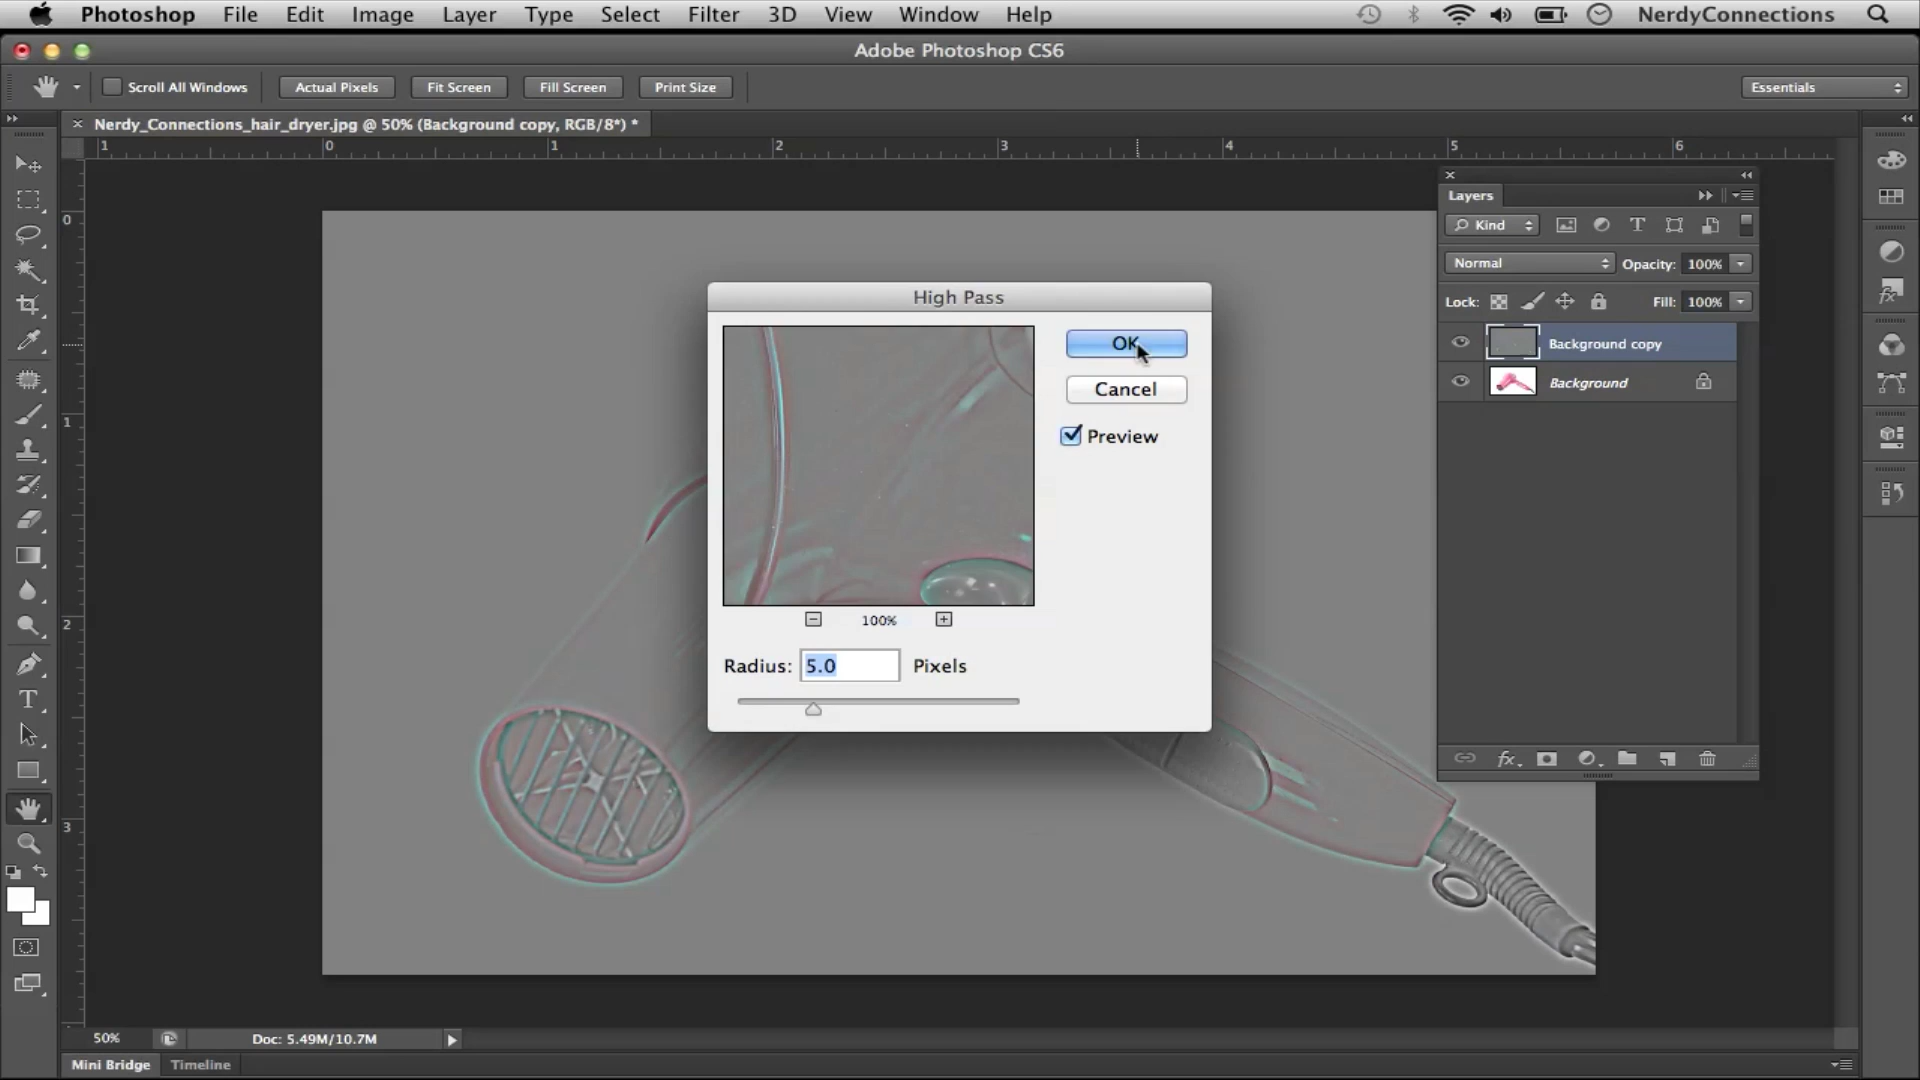 Photoshop File Edit Image Layer Type Select Filter 3D View Window Help NerdyConnections
Adobe Photoshop CS6
Scroll All Windows Actual Pixels Fit Screen Fill Screen Print Size Essentials
× Nerdy_Connections_hair_dryer.jpg @ 50% (Background copy, RGB/8*) *
1 0 1 2 3 4 5 6
0
1
2
3
Layers
Kind
Normal Opacity: 100%
Lock: Fill: 100%
Background copy
Background
fx
High Pass
OK
Cancel
Preview
100%
Radius: 5.0 Pixels
50% Doc: 5.49M/10.7M
Mini Bridge Timeline